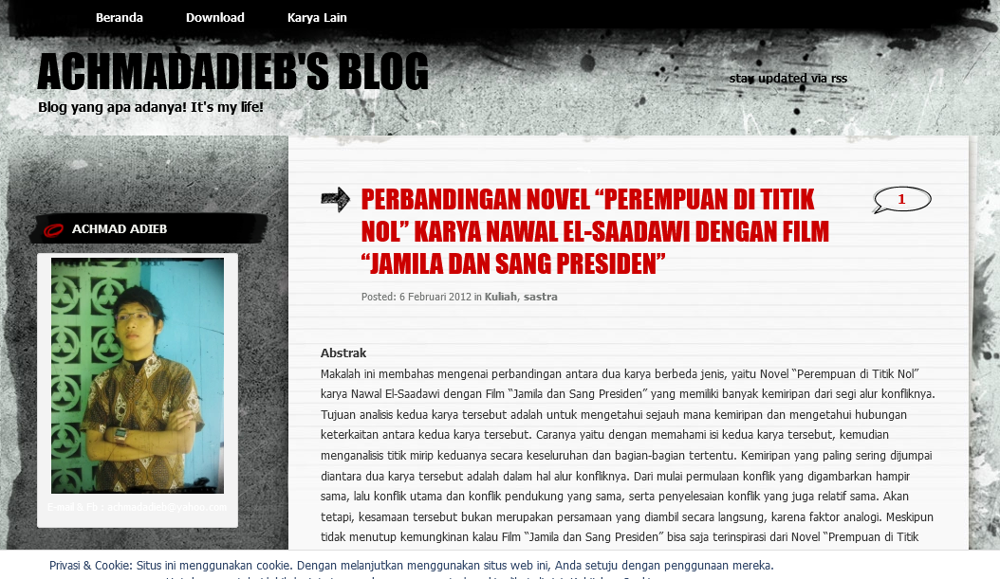 Beranda Download Karya Lain
ACHMADADIEB'S BLOG
Blog yang apa adanya! It's my life!
stay updated via rss
ACHMAD ADIEB
E-mail & Fb : achmadadieb@yahoo.com
PERBANDINGAN NOVEL “PEREMPUAN DI TITIK
NOL” KARYA NAWAL EL-SAADAWI DENGAN FILM
“JAMILA DAN SANG PRESIDEN”
1
Posted: 6 Februari 2012 in Kuliah, sastra
Abstrak
Makalah ini membahas mengenai perbandingan antara dua karya berbeda jenis, yaitu Novel “Perempuan di Titik Nol”
karya Nawal El-Saadawi dengan Film “Jamila dan Sang Presiden” yang memiliki banyak kemiripan dari segi alur konfliknya.
Tujuan analisis kedua karya tersebut adalah untuk mengetahui sejauh mana kemiripan dan mengetahui hubungan
keterkaitan antara kedua karya tersebut. Caranya yaitu dengan memahami isi kedua karya tersebut, kemudian
menganalisis titik mirip keduanya secara keseluruhan dan bagian-bagian tertentu. Kemiripan yang paling sering dijumpai
diantara dua karya tersebut adalah dalam hal alur konfliknya. Dari mulai permulaan konflik yang digambarkan hampir
sama, lalu konflik utama dan konflik pendukung yang sama, serta penyelesaian konflik yang juga relatif sama. Akan
tetapi, kesamaan tersebut bukan merupakan persamaan yang diambil secara langsung, karena faktor analogi. Meskipun
tidak menutup kemungkinan kalau Film “Jamila dan Sang Presiden” bisa saja terinspirasi dari Novel “Prempuan di Titik
Privasi & Cookie: Situs ini menggunakan cookie. Dengan melanjutkan menggunakan situs web ini, Anda setuju dengan penggunaan mereka.